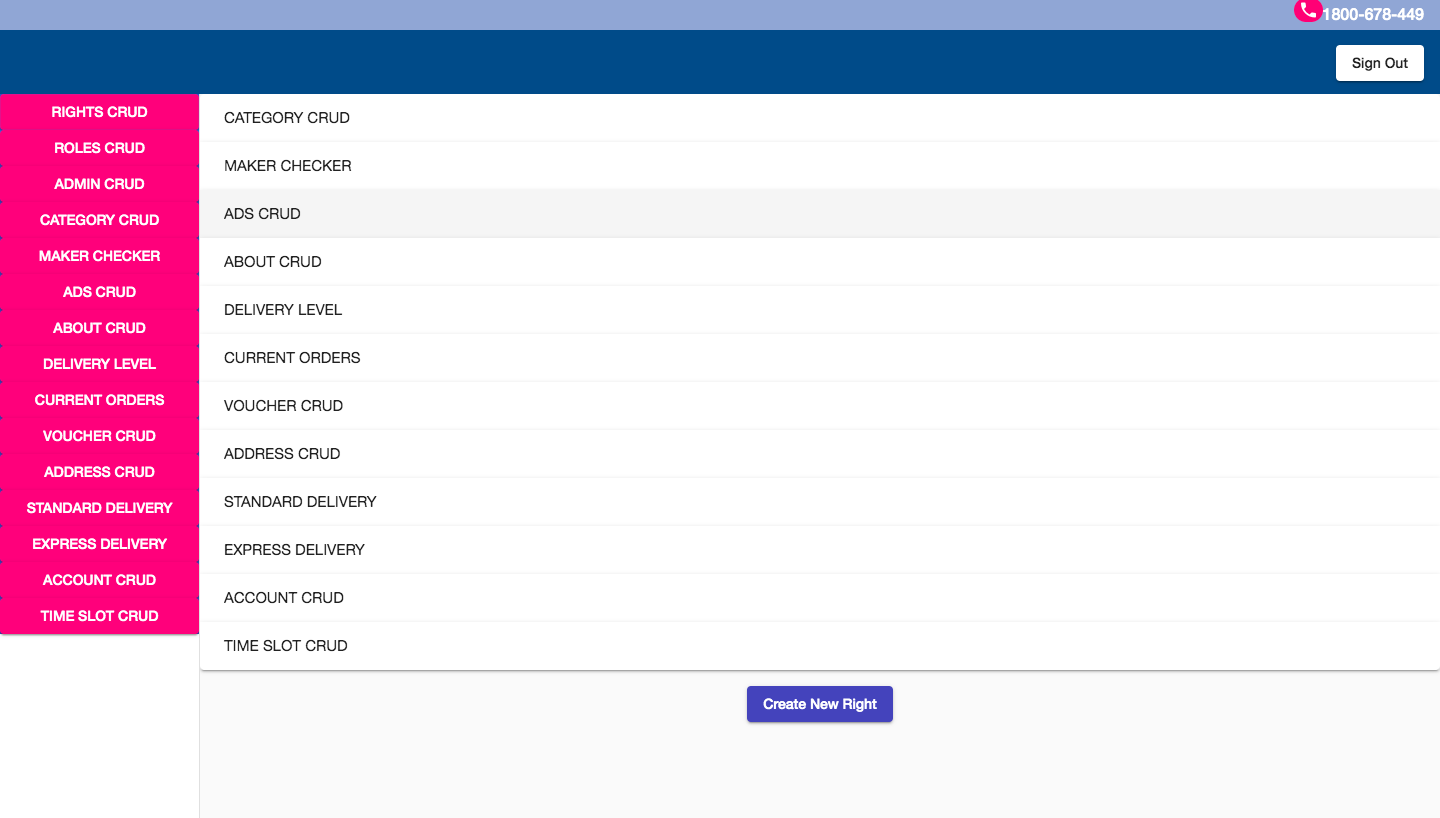 1800-678-449
Sign Out
RIGHTS CRUD
ROLES CRUD
ADMIN CRUD
CATEGORY CRUD
MAKER CHECKER
ADS CRUD
ABOUT CRUD
DELIVERY LEVEL
CURRENT ORDERS
VOUCHER CRUD
ADDRESS CRUD
STANDARD DELIVERY
EXPRESS DELIVERY
ACCOUNT CRUD
TIME SLOT CRUD
CATEGORY CRUD
MAKER CHECKER
ADS CRUD
ABOUT CRUD
DELIVERY LEVEL
CURRENT ORDERS
VOUCHER CRUD
ADDRESS CRUD
STANDARD DELIVERY
EXPRESS DELIVERY
ACCOUNT CRUD
TIME SLOT CRUD
Create New Right